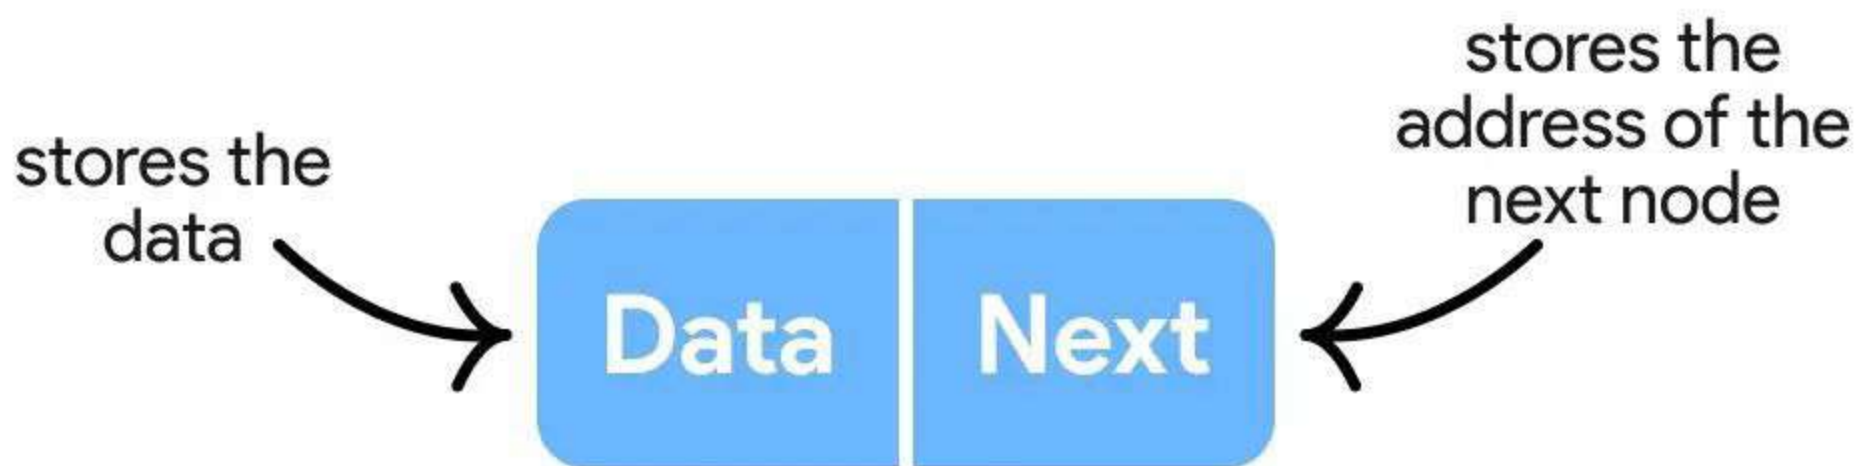 stores the
data
Data
Next
stores the
address of the
next node